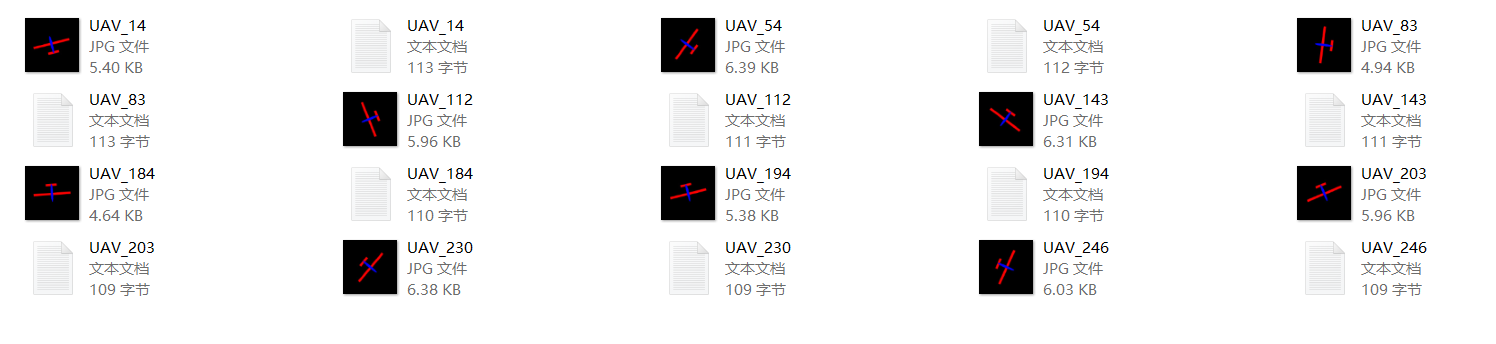 UAV_14
JPG 文件
5.40 KB
UAV_14
文本文档
113 字节
UAV_54
JPG 文件
6.39 KB
UAV_54
文本文档
112 字节
UAV_83
JPG 文件
4.94 KB
UAV_83
文本文档
113 字节
UAV_112
JPG 文件
5.96 KB
UAV_112
文本文档
111 字节
UAV_143
JPG 文件
6.31 KB
UAV_143
文本文档
111 字节
UAV_184
JPG 文件
4.64 KB
UAV_184
文本文档
110 字节
UAV_194
JPG 文件
5.38 KB
UAV_194
文本文档
110 字节
UAV_203
JPG 文件
5.96 KB
UAV_203
文本文档
109 字节
UAV_230
JPG 文件
6.38 KB
UAV_230
文本文档
109 字节
UAV_246
JPG 文件
6.03 KB
UAV_246
文本文档
109 字节